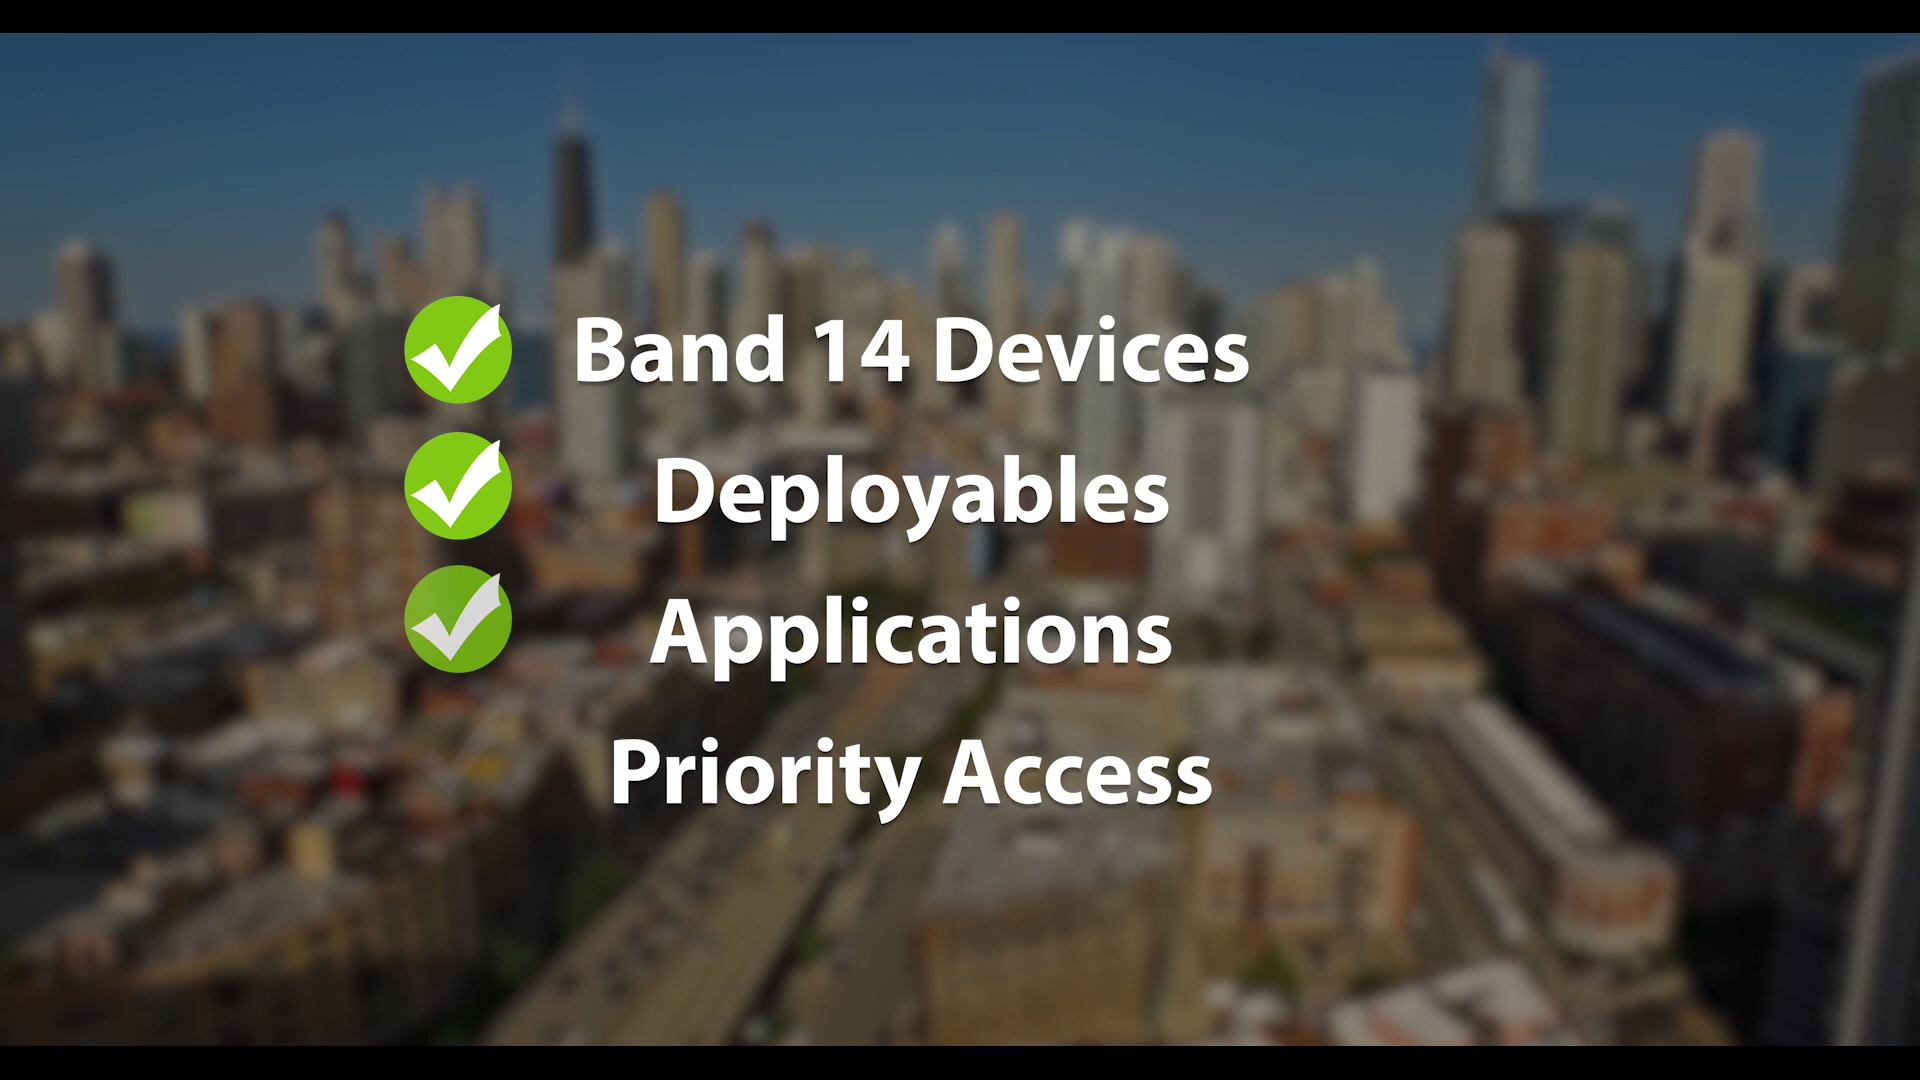 Band 14 Devices
Deployables
Applications
Priority Access